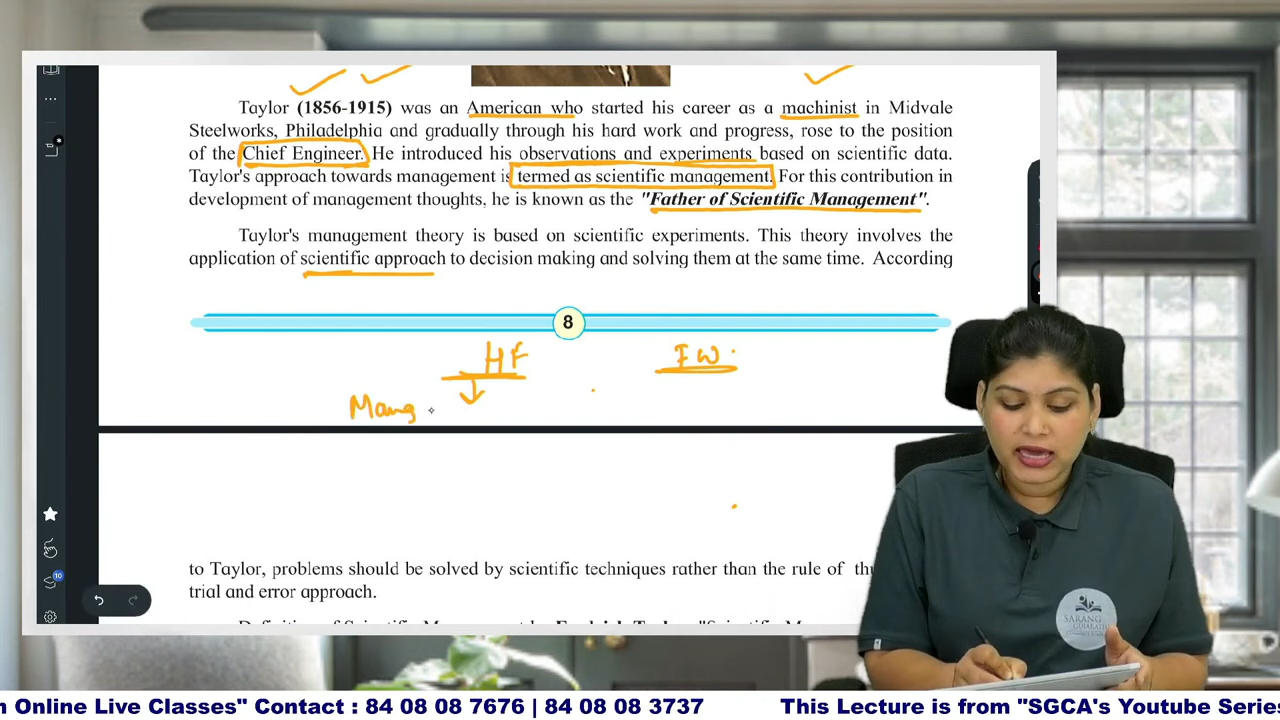 Taylor (1856-1915) was an American who started his career as a machinist in Midvale
Steelworks, Philadelphia and gradually through his hard work and progress, rose to the position
of the Chief Engineer. He introduced his observations and experiments based on scientific data.
Taylor's approach towards management is termed as scientific management. For this contribution in
development of management thoughts, he is known as the "Father of Scientific Management".
Taylor's management theory is based on scientific experiments. This theory involves the
application of scientific approach to decision making and solving them at the same time. According
8
HF
F W.
Mang
to Taylor, problems should be solved by scientific techniques rather than the rule of
trial and error approach.
10
SARANG
n Online Live Classes" Contact : 84 08 08 7676 | 84 08 08 3737 This Lecture is from "SGCA's Youtube Series